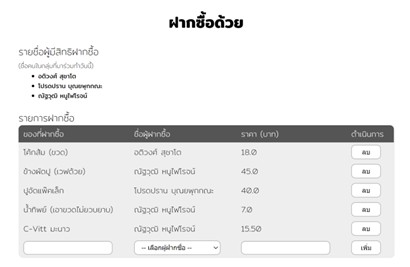 ฝากซื้อด้วย
รายชื่อผู้มีสิทธิฝากซื้อ
(ชื่อคนในกลุ่มที่มาร่วมทำวันนี้)
• อติวงศ์ สุชาโต
• โปรดปราน บุณยพุกกณะ
• ณัฐวุฒิ หนูไพโรจน์
รายการฝากซื้อ
ของที่ฝากซื้อ ชื่อผู้ฝากซื้อ ราคา (บาท) ดำเนินการ
โค้กส้ม (ขวด) อติวงศ์ สุชาโต 18.0 ลบ
ข้าวผัดปู (เวฟด้วย) ณัฐวุฒิ หนูไพโรจน์ 45.0 ลบ
ปูอัดแพ็คเล็ก โปรดปราน บุณยพุกกณะ 40.0 ลบ
น้ำทิพย์ (เอาขวดไม่บวบยาบ) ณัฐวุฒิ หนูไพโรจน์ 7.0 ลบ
C-Vitt มะนาว ณัฐวุฒิ หนูไพโรจน์ 15.50 ลบ
-- เลือกผู้ฝากซื้อ -- เพิ่ม